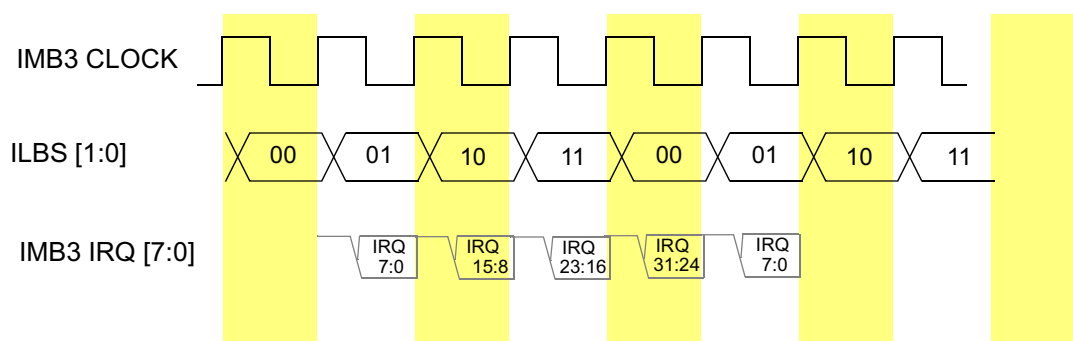 IMB3 CLOCK
ILBS [1:0] 00 01 10 11 00 01 10 11
IMB3 IRQ [7:0]
IRQ 7:0
IRQ 15:8
IRQ 23:16
IRQ 31:24
IRQ 7:0